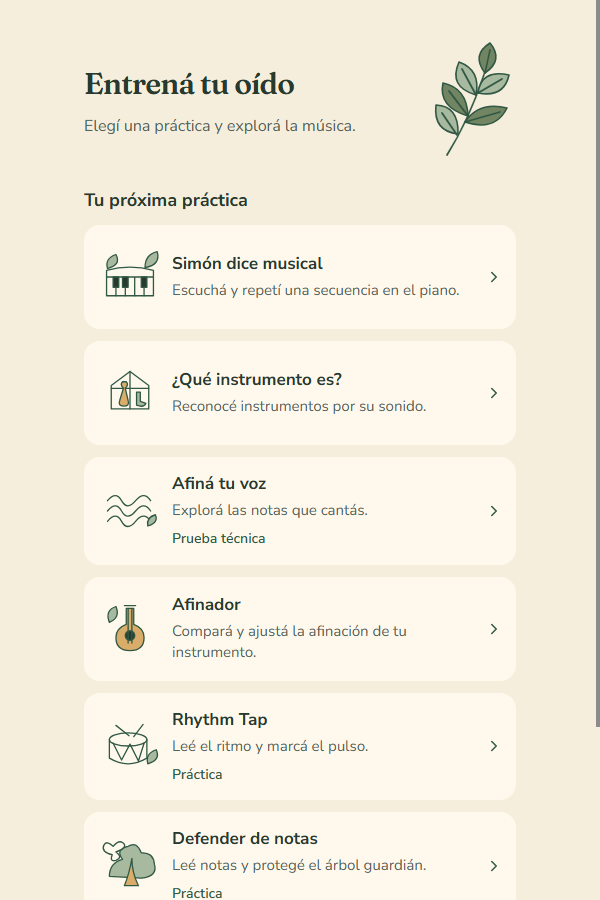 Entrená tu oído
Elegí una práctica y explorá la música.
Tu próxima práctica
Simón dice musical
Escuchá y repetí una secuencia en el piano.
¿Qué instrumento es?
Reconocé instrumentos por su sonido.
Afiná tu voz
Explorá las notas que cantás.
Prueba técnica
Afinador
Compará y ajustá la afinación de tu
instrumento.
Rhythm Tap
Leé el ritmo y marcá el pulso.
Práctica
Defender de notas
Leé notas y protegé el árbol guardián.
Práctica